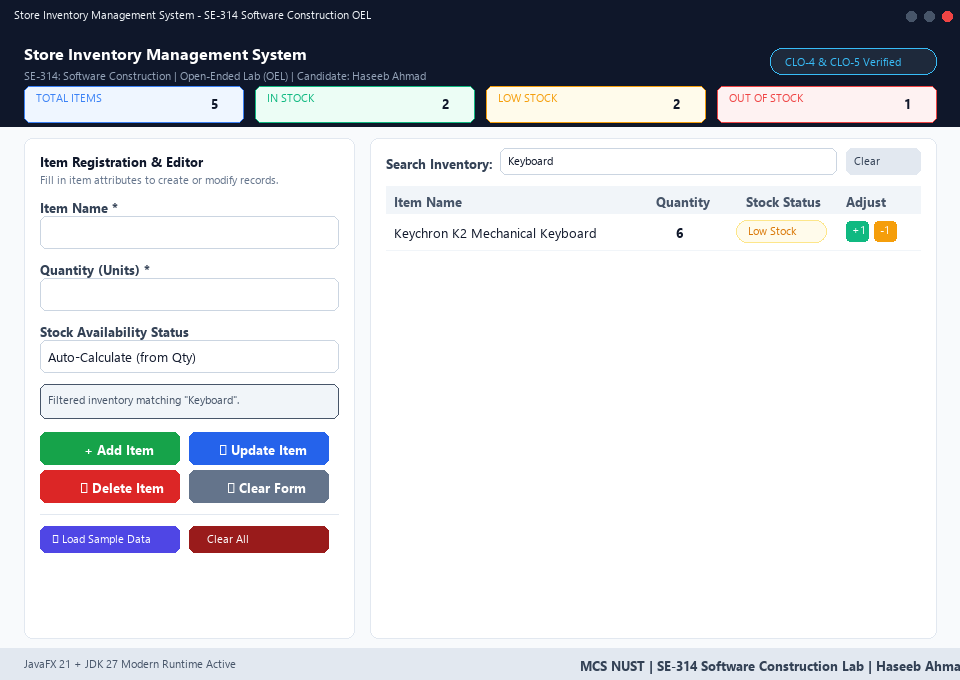 Store Inventory Management System - SE-314 Software Construction OEL
Store Inventory Management System
SE-314: Software Construction | Open-Ended Lab (OEL) | Candidate: Haseeb Ahmad
CLO-4 & CLO-5 Verified
TOTAL ITEMS 5
IN STOCK 2
LOW STOCK 2
OUT OF STOCK 1
Item Registration & Editor
Fill in item attributes to create or modify records.
Item Name *
Quantity (Units) *
Stock Availability Status
Auto-Calculate (from Qty)
Filtered inventory matching "Keyboard".
+ Add Item
Update Item
Delete Item
Clear Form
Load Sample Data
Clear All
Search Inventory: Keyboard Clear
Item Name Quantity Stock Status Adjust
Keychron K2 Mechanical Keyboard 6 Low Stock +1 -1
JavaFX 21 + JDK 27 Modern Runtime Active
MCS NUST | SE-314 Software Construction Lab | Haseeb Ahma